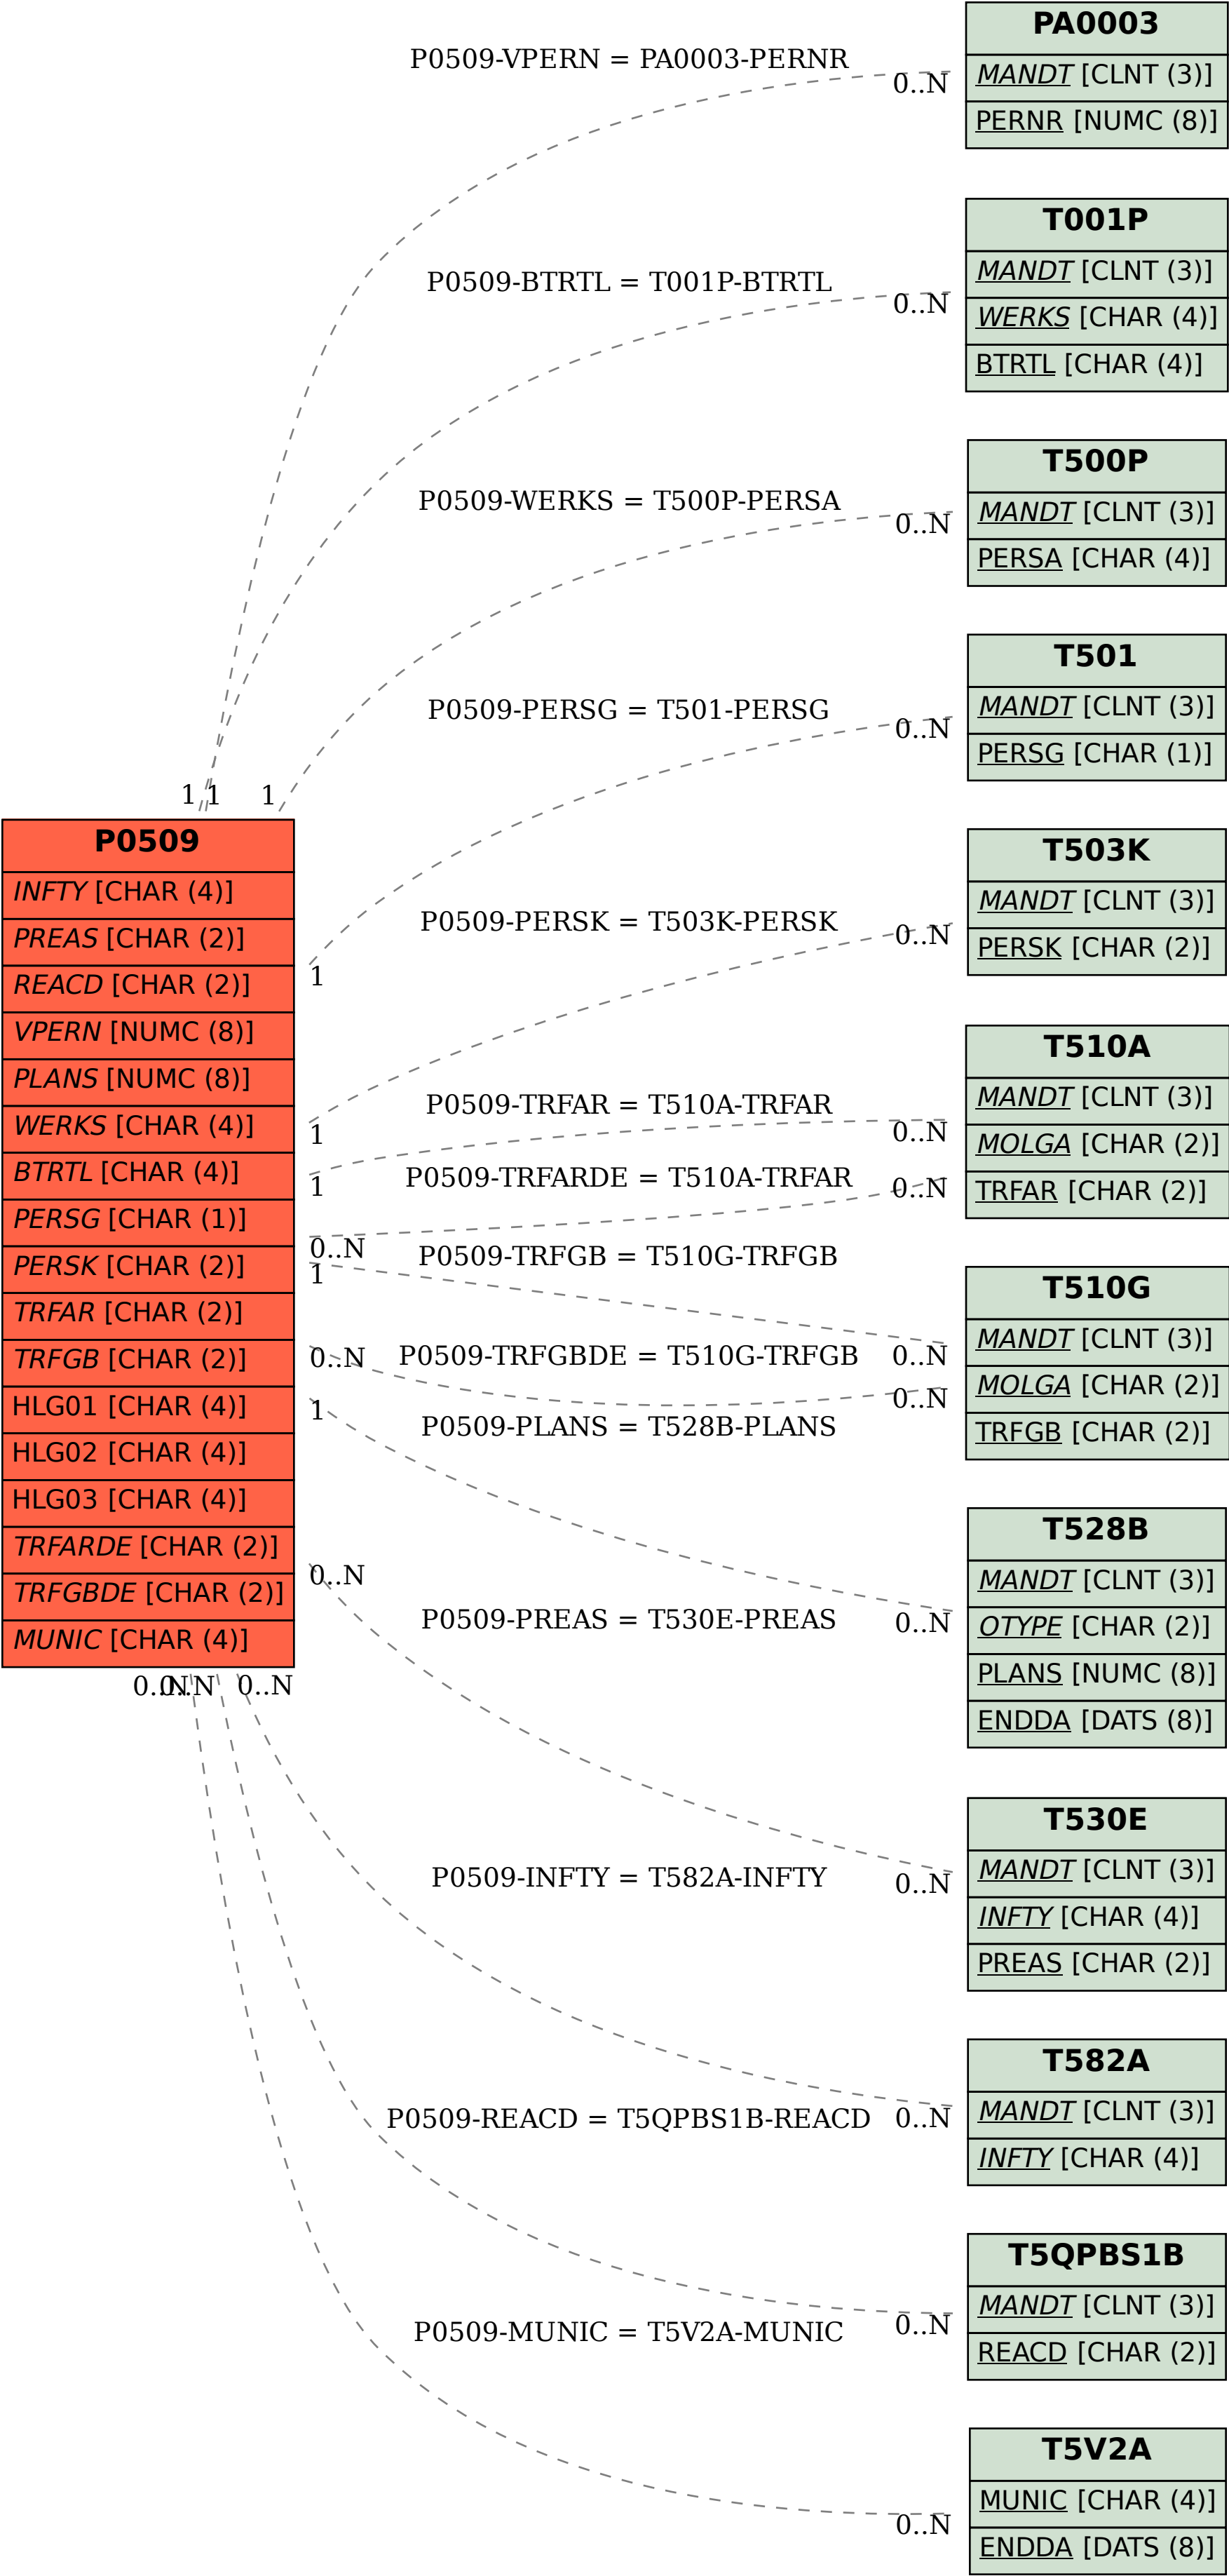 P0509
INFTY [CHAR (4)]
PREAS [CHAR (2)]
REACD [CHAR (2)]
VPERN [NUMC (8)]
PLANS [NUMC (8)]
WERKS [CHAR (4)]
BTRTL [CHAR (4)]
PERSG [CHAR (1)]
PERSK [CHAR (2)]
TRFAR [CHAR (2)]
TRFGB [CHAR (2)]
HLG01 [CHAR (4)]
HLG02 [CHAR (4)]
HLG03 [CHAR (4)]
TRFARDE [CHAR (2)]
TRFGBDE [CHAR (2)]
MUNIC [CHAR (4)]
P0509-VPERN = PA0003-PERNR
0..N
1
P0509-BTRTL = T001P-BTRTL
0..N
1
P0509-WERKS = T500P-PERSA
0..N
1
P0509-PERSG = T501-PERSG
0..N
1
P0509-PERSK = T503K-PERSK
0..N
1
P0509-TRFAR = T510A-TRFAR
0..N
1
P0509-TRFARDE = T510A-TRFAR
0..N
0..N
P0509-TRFGB = T510G-TRFGB
0..N
1
P0509-TRFGBDE = T510G-TRFGB
0..N
0..N
P0509-PLANS = T528B-PLANS
0..N
1
P0509-PREAS = T530E-PREAS
0..N
0..N
P0509-INFTY = T582A-INFTY
0..N
0..N
P0509-REACD = T5QPBS1B-REACD
0..N
0..N
P0509-MUNIC = T5V2A-MUNIC
0..N
0..N
PA0003
MANDT [CLNT (3)]
PERNR [NUMC (8)]
T001P
MANDT [CLNT (3)]
WERKS [CHAR (4)]
BTRTL [CHAR (4)]
T500P
MANDT [CLNT (3)]
PERSA [CHAR (4)]
T501
MANDT [CLNT (3)]
PERSG [CHAR (1)]
T503K
MANDT [CLNT (3)]
PERSK [CHAR (2)]
T510A
MANDT [CLNT (3)]
MOLGA [CHAR (2)]
TRFAR [CHAR (2)]
T510G
MANDT [CLNT (3)]
MOLGA [CHAR (2)]
TRFGB [CHAR (2)]
T528B
MANDT [CLNT (3)]
OTYPE [CHAR (2)]
PLANS [NUMC (8)]
ENDDA [DATS (8)]
T530E
MANDT [CLNT (3)]
INFTY [CHAR (4)]
PREAS [CHAR (2)]
T582A
MANDT [CLNT (3)]
INFTY [CHAR (4)]
T5QPBS1B
MANDT [CLNT (3)]
REACD [CHAR (2)]
T5V2A
MUNIC [CHAR (4)]
ENDDA [DATS (8)]